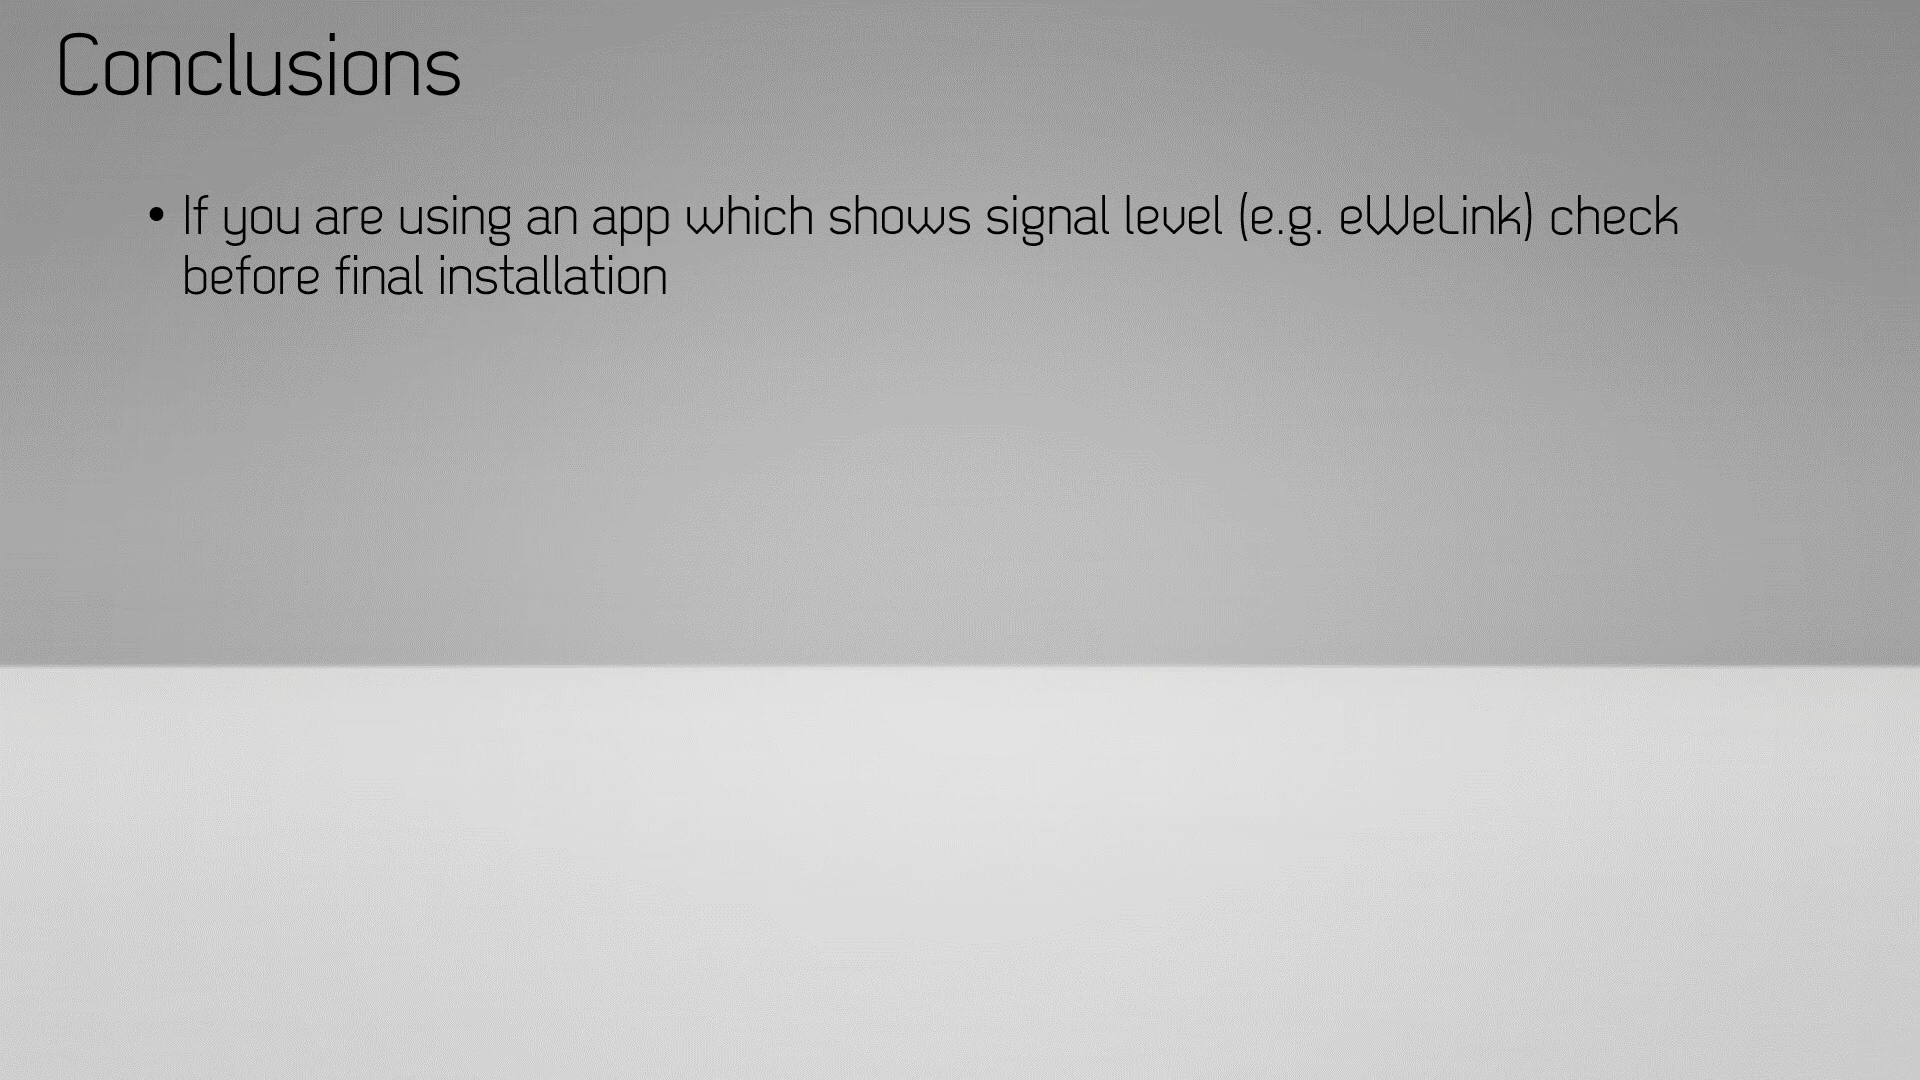 Conclusions
• If you are using an app which shows signal level (e.g. eWeLink) check
before final installation